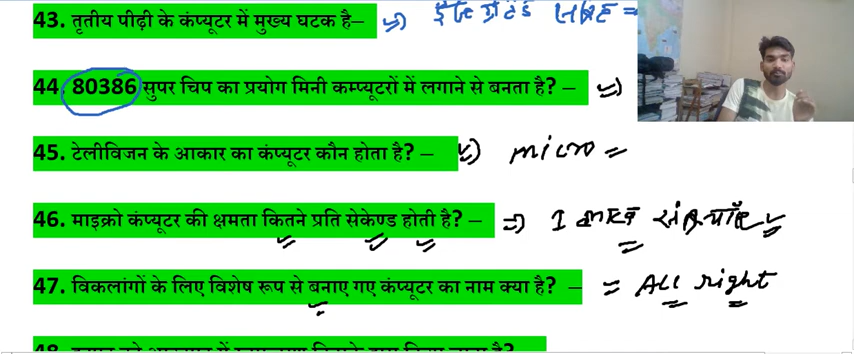 43. तृतीय पीढ़ी के कंप्यूटर में मुख्य घटक है– => इंटिग्रेटेड
44. 80386 सुपर चिप का प्रयोग मिनी कम्प्यूटरों में लगाने से बनता है? – =>
45. टेलीविजन के आकार का कंप्यूटर कौन होता है? – => micro =
46. माइक्रो कंप्यूटर की क्षमता कितने प्रति सेकेण्ड होती है? – => 1 लाख संक्रियाएँ
47. विकलांगों के लिए विशेष रूप से बनाए गए कंप्यूटर का नाम क्या है? – = All right